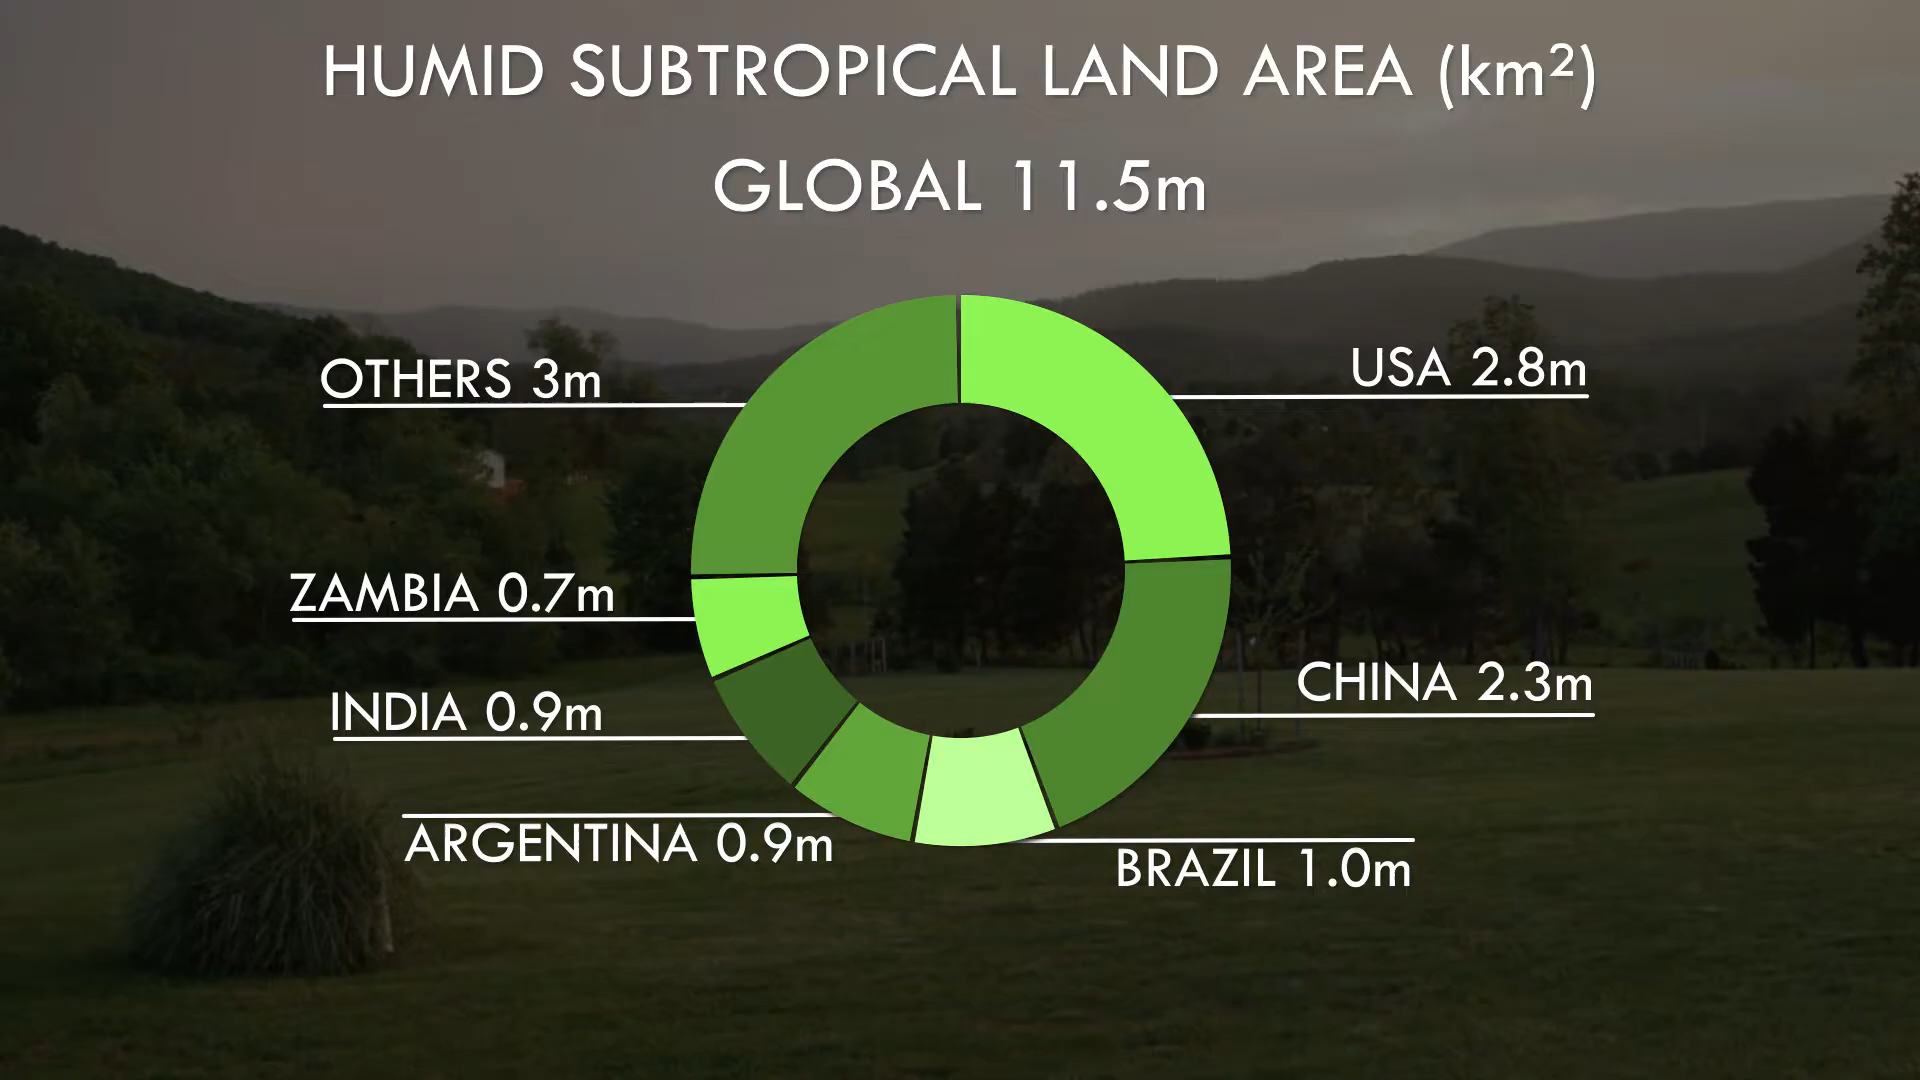 HUMID SUBTROPICAL LAND AREA (km²)
GLOBAL 11.5m
OTHERS 3m
USA 2.8m
ZAMBIA 0.7m
CHINA 2.3m
INDIA 0.9m
ARGENTINA 0.9m
BRAZIL 1.0m